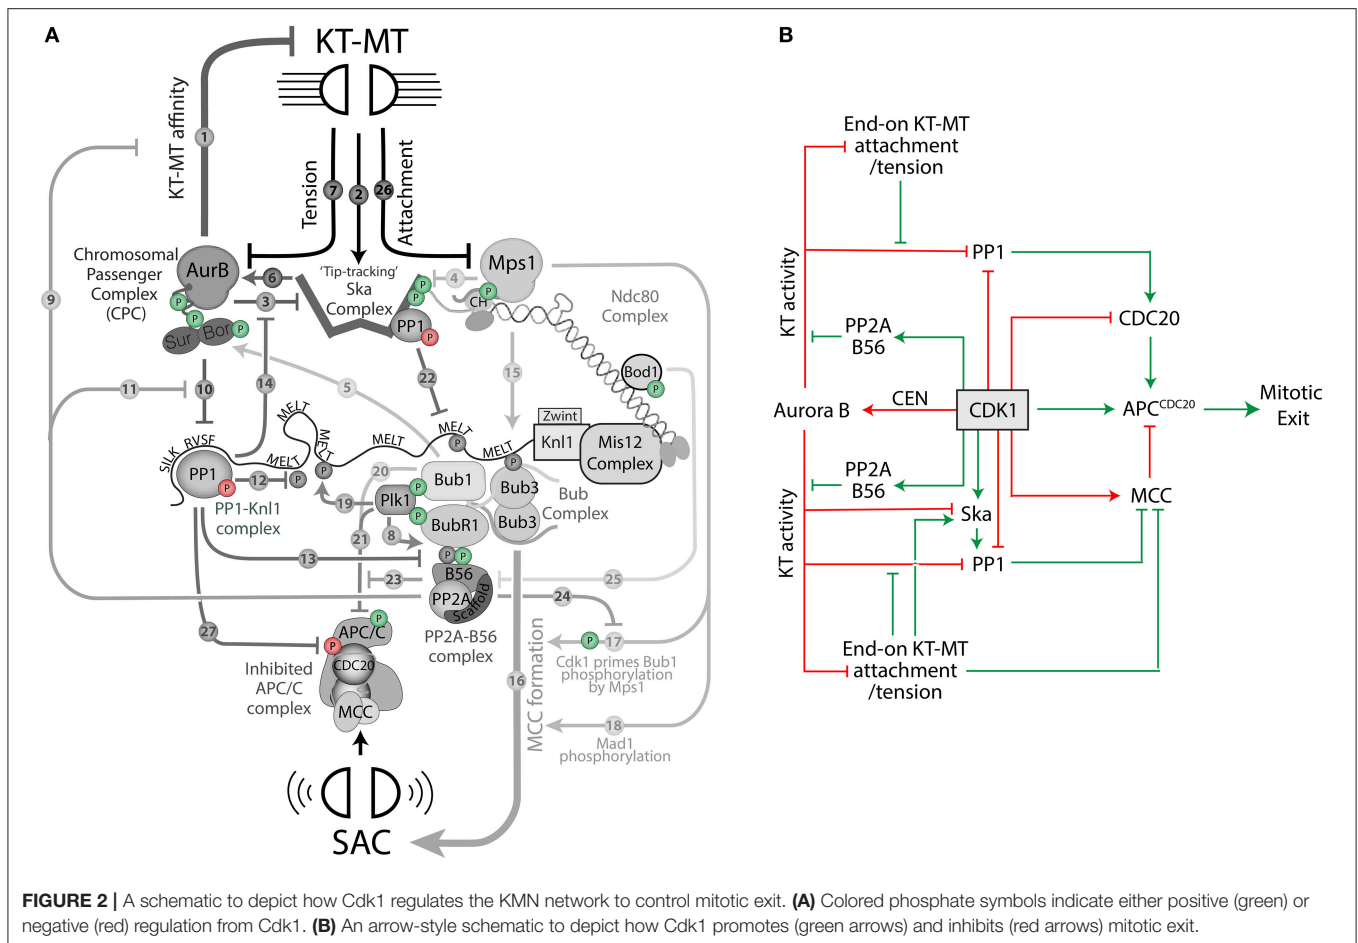 A
KT-MT
KT-MT affinity
1
Tension
7
2
26
Attachment
9
Chromosomal
Passenger
Complex
(CPC)
AurB
P
P
Sur
Bor
P
6
3
'Tip-tracking'
Ska
Complex
P
P
PP1
P
4
Mps1
CH
P
Ndc80
Complex
11
10
14
5
22
15
Bod1
P
SILK
RVSF
MELT
MELT
MELT
MELT
MELT
MELT
P
P
P
P
Zwint
Knl1
Mis12
Complex
PP1
P
12
PP1-Knl1
complex
20
19
Plk1
P
P
Bub1
Bub3
Bub3
Bub
Complex
21
8
BubR1
P
P
13
B56
PP2A
Scaffold
23
24
25
PP2A-B56
complex
27
P
APC/C
P
CDC20
MCC
Inhibited
APC/C
complex
P
17
Cdk1 primes Bub1
phosphorylation
by Mps1
16
MCC formation
18
Mad1
phosphorylation
SAC
B
End-on KT-MT
attachment
/tension
KT activity
PP1
CDC20
PP2A
B56
Aurora B
CEN
CDK1
APCCDC20
Mitotic
Exit
PP2A
B56
MCC
KT activity
Ska
PP1
End-on KT-MT
attachment
/tension
FIGURE 2 | A schematic to depict how Cdk1 regulates the KMN network to control mitotic exit. (A) Colored phosphate symbols indicate either positive (green) or
negative (red) regulation from Cdk1. (B) An arrow-style schematic to depict how Cdk1 promotes (green arrows) and inhibits (red arrows) mitotic exit.